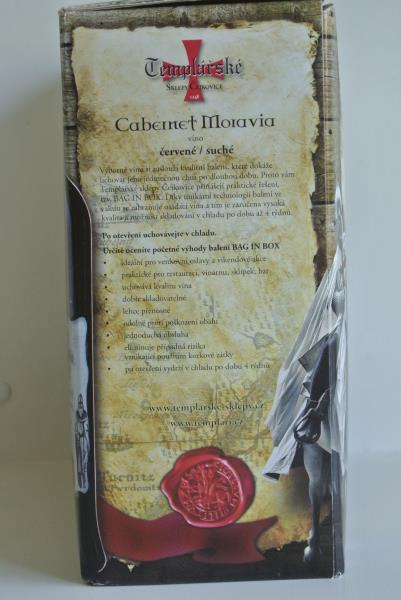 Templářské
SKLEPY ČEJKOVICE
1248
Cabernet Moravia
víno
červené / suché
Výborné víno si zaslouží kvalitní balení, které dokáže
uchovat jeho jedinečnou chuť po dlouhou dobu. Proto vám
Templářské sklepy Čejkovice přinášejí praktické řešení,
tzv. BAG IN BOX. Díky unikátní technologii balení ve
vakuu se zabraňuje oxidaci vína a tím je zaručena vysoká
kvalita a možnost skladování v chladu po dobu až 4 týdnů.
Po otevření uchovávejte v chladu.
Určitě oceníte početné výhody balení BAG IN BOX
• ideální pro venkovní oslavy a víkendové akce
• praktické pro restauraci, vinárnu, sklípek, bar
• uchovává kvalitu vína
• dobře skladovatelné
• lehce přenosné
• odolné proti poškození obalu
• jednoduchá obsluha
• eliminuje případná rizika
vznikající použitím korkové zátky
• po otevření vydrží v chladu po dobu 4 týdnů
www.templarske-sklepy.cz
www.templari.cz
Turnitz